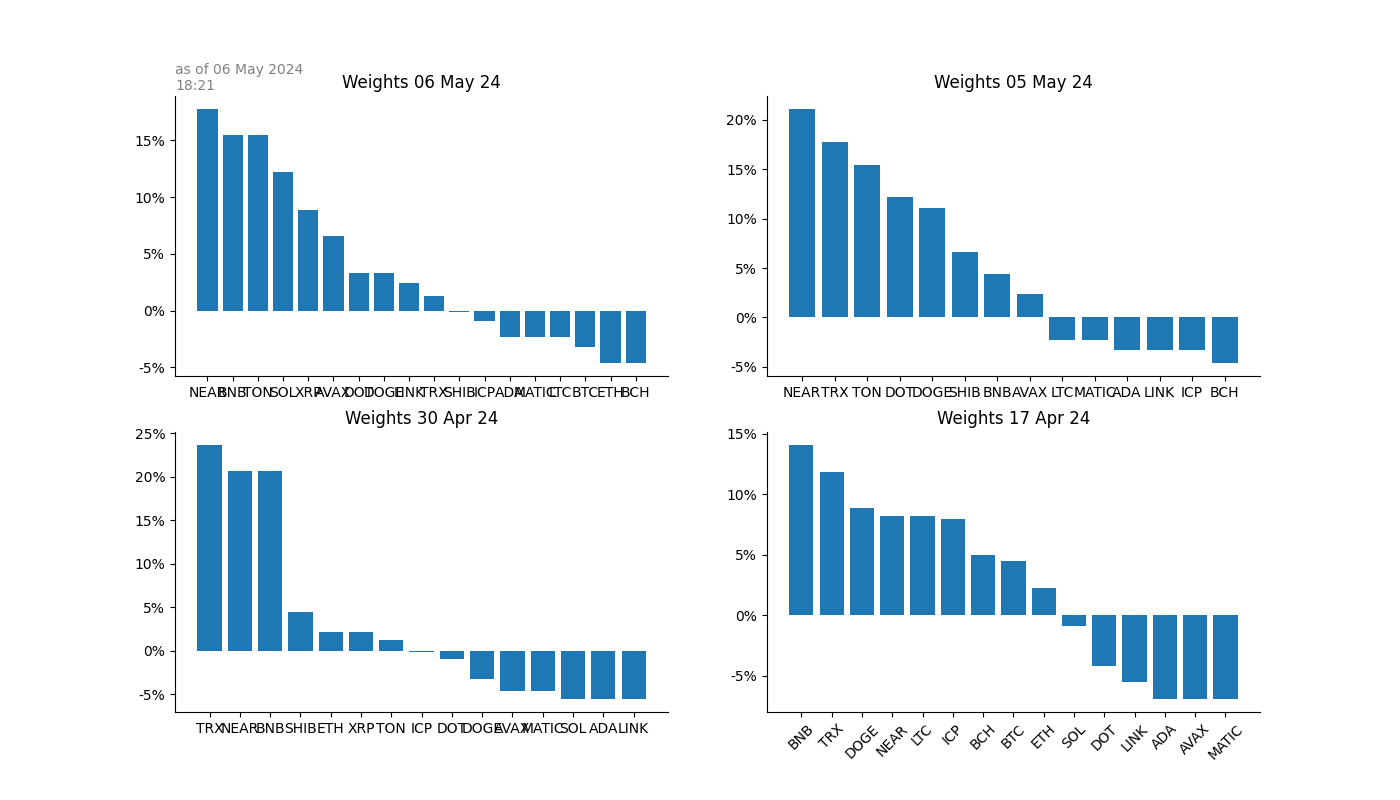 as of 06 May 2024
18:21
Weights 06 May 24
15%
10%
5%
0%
-5%
NEAR BNB TON SOL XRP AVAX DOT DOGE LINK TRX SHIB ICP ADA MATIC LTC BTC ETH BCH
Weights 05 May 24
20%
15%
10%
5%
0%
-5%
NEAR TRX TON DOT DOGE SHIB BNB AVAX LTC MATIC ADA LINK ICP BCH
Weights 30 Apr 24
25%
20%
15%
10%
5%
0%
-5%
TRX NEAR BNB SHIB ETH XRP TON ICP DOT DOGE AVAX MATIC SOL ADA LINK
Weights 17 Apr 24
15%
10%
5%
0%
-5%
BNB TRX DOGE NEAR LTC ICP BCH BTC ETH SOL DOT LINK ADA AVAX MATIC